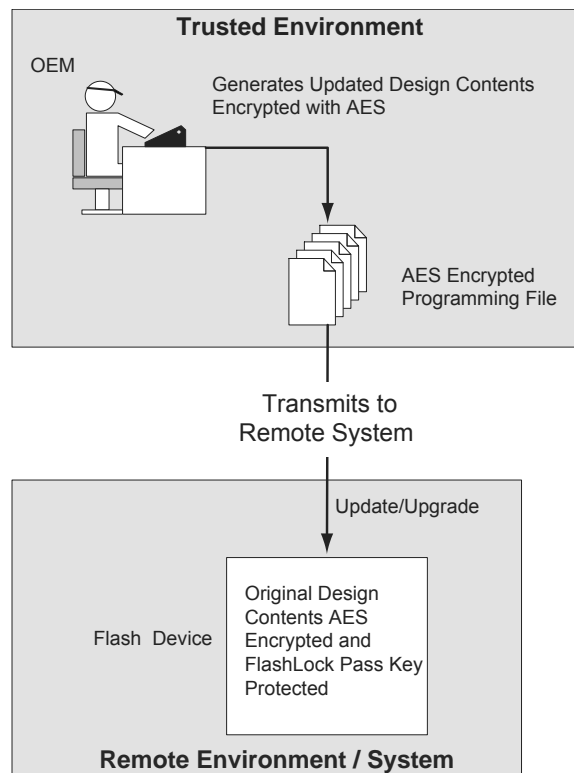 Trusted Environment
OEM
Generates Updated Design Contents
Encrypted with AES
AES Encrypted
Programming File
Transmits to
Remote System
Update/Upgrade
Original Design
Contents AES
Encrypted and
FlashLock Pass Key
Protected
Flash Device
Remote Environment / System